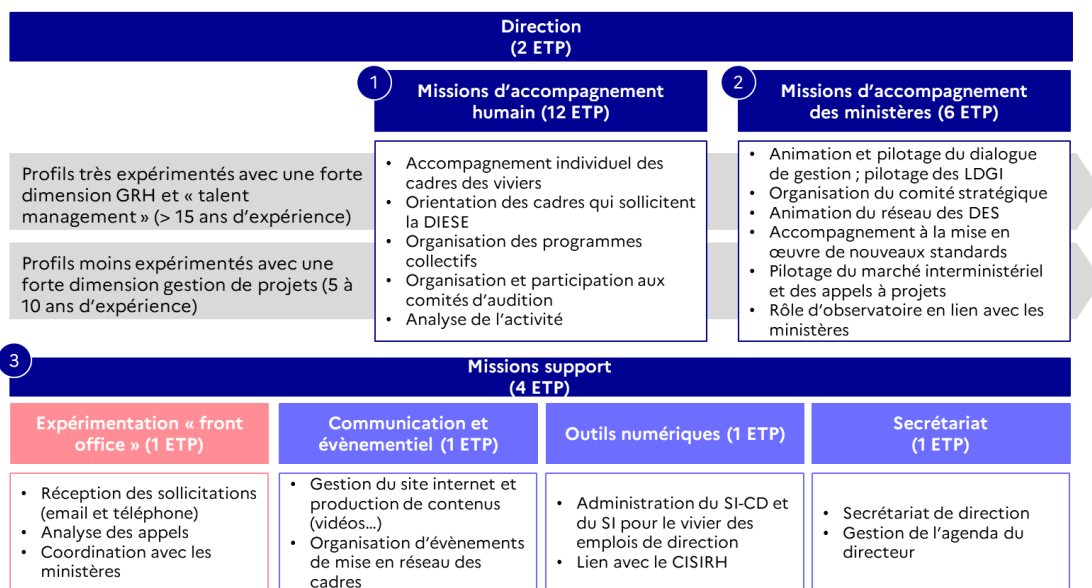 Direction
(2 ETP)
1
Missions d’accompagnement
humain (12 ETP)
2
Missions d’accompagnement
des ministères (6 ETP)
Profils très expérimentés avec une forte
dimension GRH et « talent
management » (> 15 ans d’expérience)
Profils moins expérimentés avec une
forte dimension gestion de projets (5 à
10 ans d’expérience)
• Accompagnement individuel des
cadres des viviers
• Orientation des cadres qui sollicitent
la DIESE
• Organisation des programmes
collectifs
• Organisation et participation aux
comités d’audition
• Analyse de l’activité
• Animation et pilotage du dialogue
de gestion ; pilotage des LDGI
• Organisation du comité stratégique
• Animation du réseau des DES
• Accompagnement à la mise en
œuvre de nouveaux standards
• Pilotage du marché interministériel
et des appels à projets
• Rôle d’observatoire en lien avec les
ministères
3
Missions support
(4 ETP)
Expérimentation « front
office » (1 ETP)
• Réception des sollicitations
(email et téléphone)
• Analyse des appels
• Coordination avec les
ministères
Communication et
évènementiel (1 ETP)
• Gestion du site internet et
production de contenus
(vidéos…)
• Organisation d’évènements
de mise en réseau des
cadres
Outils numériques (1 ETP)
• Administration du SI-CD et
du SI pour le vivier des
emplois de direction
• Lien avec le CISIRH
Secrétariat
(1 ETP)
• Secrétariat de direction
• Gestion de l’agenda du
directeur